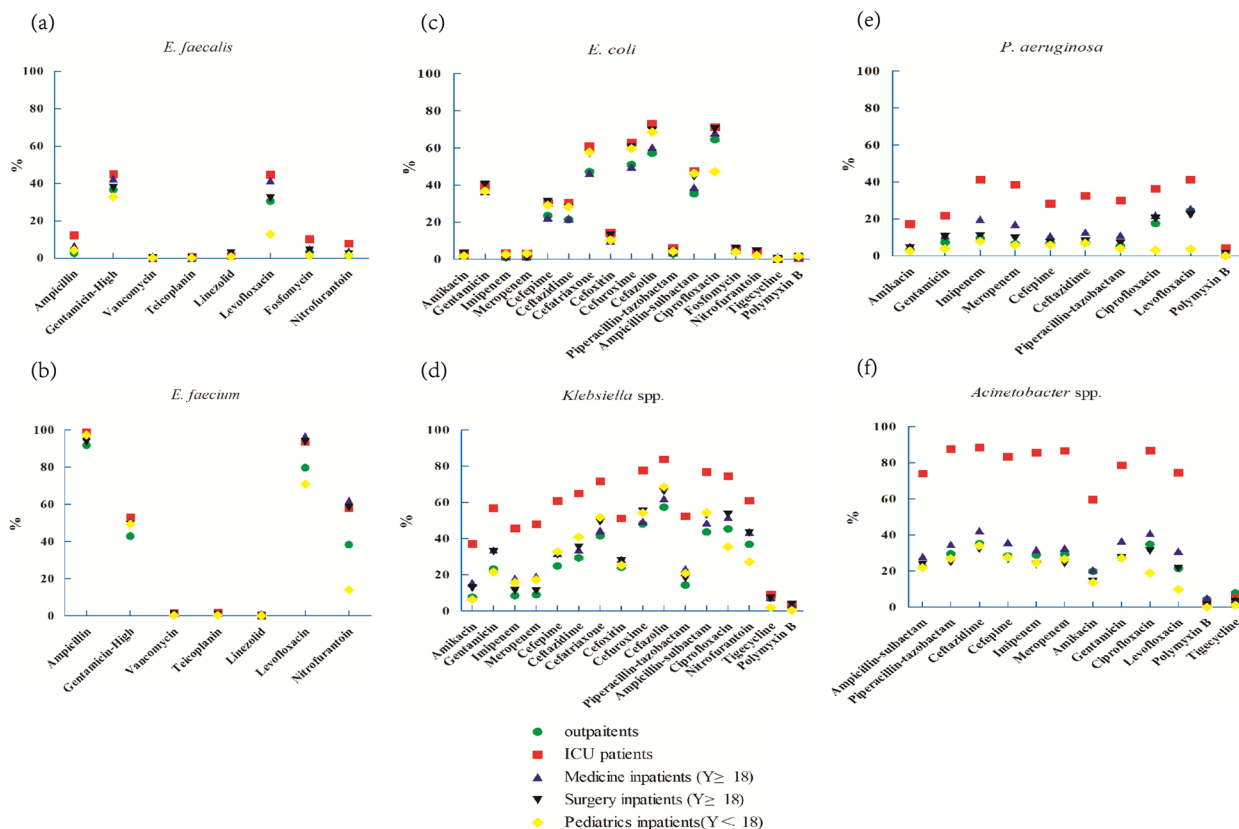 (a)
E. faecalis
100
80
60
40
20
0
%
Ampicillin
Gentamicin-High
Vancomycin
Teicoplanin
Linezolid
Levofloxacin
Fosfomycin
Nitrofurantoin
(b)
E. faecium
100
80
60
40
20
0
%
Ampicillin
Gentamicin-High
Vancomycin
Teicoplanin
Linezolid
Levofloxacin
Nitrofurantoin
(c)
E. coli
100
80
60
40
20
0
%
Amikacin
Gentamicin
Imipenem
Meropenem
Cefepime
Ceftazidime
Cefatriaxone
Cefoxitin
Cefuroxime
Cefazolin
Piperacillin-tazobactam
Ampicillin-sulbactam
Ciprofloxacin
Fosfomycin
Nitrofurantoin
Tigecycline
Polymyxin B
(d)
Klebsiella spp.
100
80
60
40
20
0
%
Amikacin
Gentamicin
Imipenem
Meropenem
Cefepime
Ceftazidime
Cefatriaxone
Cefoxitin
Cefuroxime
Cefazolin
Piperacillin-tazobactam
Ampicillin-sulbactam
Ciprofloxacin
Nitrofurantoin
Tigecycline
Polymyxin B
(e)
P. aeruginosa
100
80
60
40
20
0
%
Amikacin
Gentamicin
Imipenem
Meropenem
Cefepime
Ceftazidime
Piperacillin-tazobactam
Ciprofloxacin
Levofloxacin
Polymyxin B
(f)
Acinetobacter spp.
100
80
60
40
20
0
%
Ampicillin-sulbactam
Piperacillin-tazobactam
Ceftazidime
Cefepime
Imipenem
Meropenem
Amikacin
Gentamicin
Ciprofloxacin
Levofloxacin
Polymyxin B
Tigecycline
outpaitents
ICU patients
Medicine inpatients (Y≥ 18)
Surgery inpatients (Y≥ 18)
Pediatrics inpatients(Y< 18)